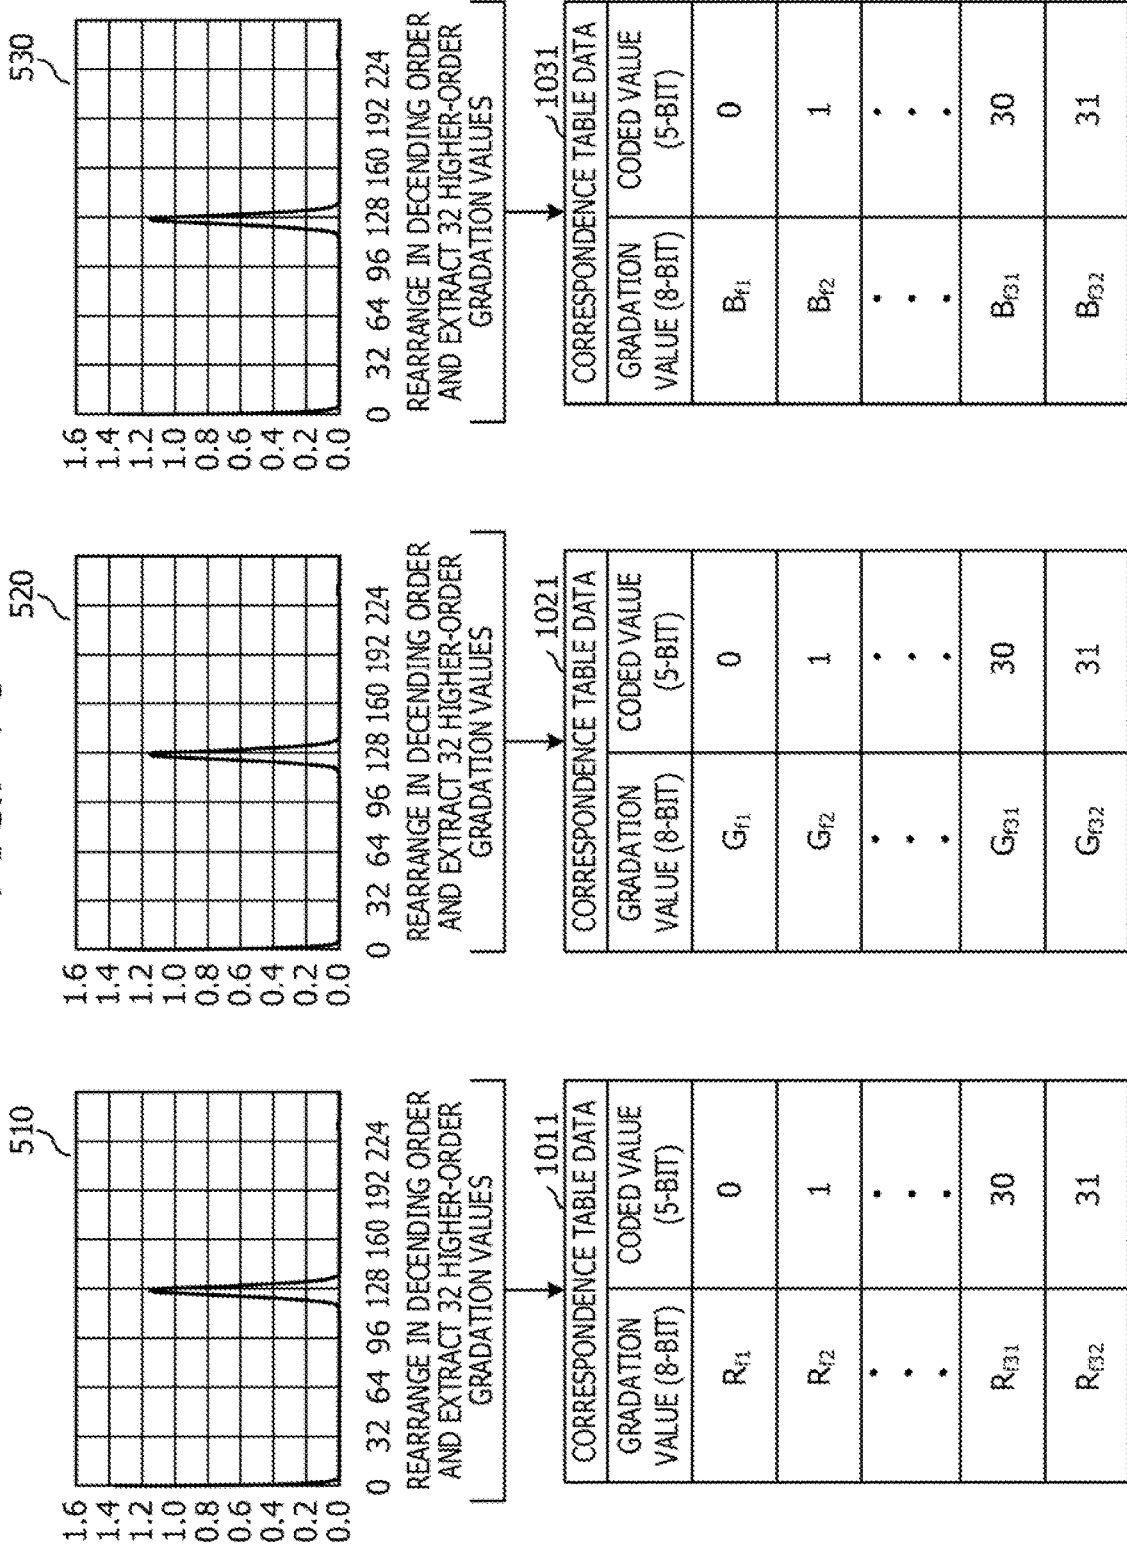 510
1.6
1.4
1.2
1.0
0.8
0.6
0.4
0.2
0.0
0 32 64 96 128 160 192 224
REARRANGE IN DECENDING ORDER
AND EXTRACT 32 HIGHER-ORDER
GRADATION VALUES
1011
CORRESPONDENCE TABLE DATA
GRADATION VALUE (8-BIT) CODED VALUE (5-BIT)
Rf1 0
Rf2 1
Rf31 30
Rf32 31
520
1.6
1.4
1.2
1.0
0.8
0.6
0.4
0.2
0.0
0 32 64 96 128 160 192 224
REARRANGE IN DECENDING ORDER
AND EXTRACT 32 HIGHER-ORDER
GRADATION VALUES
1021
CORRESPONDENCE TABLE DATA
GRADATION VALUE (8-BIT) CODED VALUE (5-BIT)
Gf1 0
Gf2 1
Gf31 30
Gf32 31
530
1.6
1.4
1.2
1.0
0.8
0.6
0.4
0.2
0.0
0 32 64 96 128 160 192 224
REARRANGE IN DECENDING ORDER
AND EXTRACT 32 HIGHER-ORDER
GRADATION VALUES
1031
CORRESPONDENCE TABLE DATA
GRADATION VALUE (8-BIT) CODED VALUE (5-BIT)
Bf1 0
Bf2 1
Bf31 30
Bf32 31